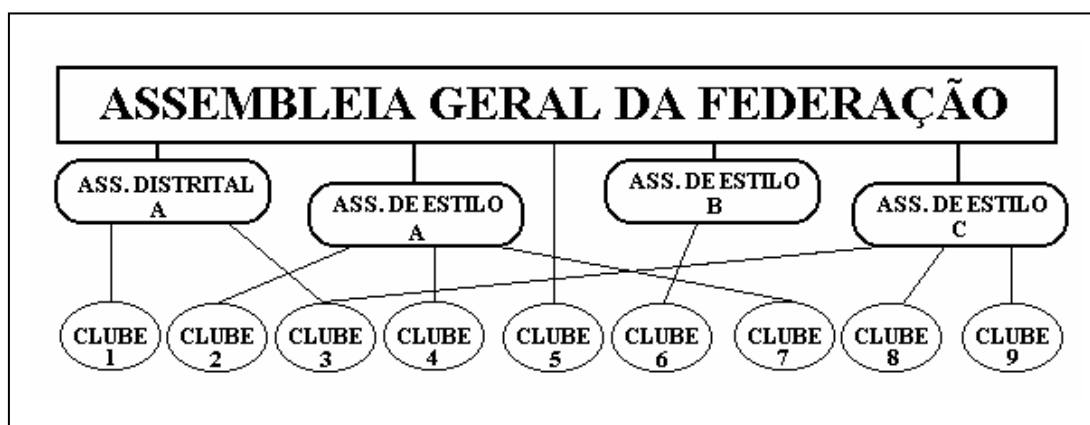 ASSEMBLEIA GERAL DA FEDERAÇÃO
ASS. DISTRITAL
A
ASS. DE ESTILO
A
ASS. DE ESTILO
B
ASS. DE ESTILO
C
CLUBE
1
CLUBE
2
CLUBE
3
CLUBE
4
CLUBE
5
CLUBE
6
CLUBE
7
CLUBE
8
CLUBE
9